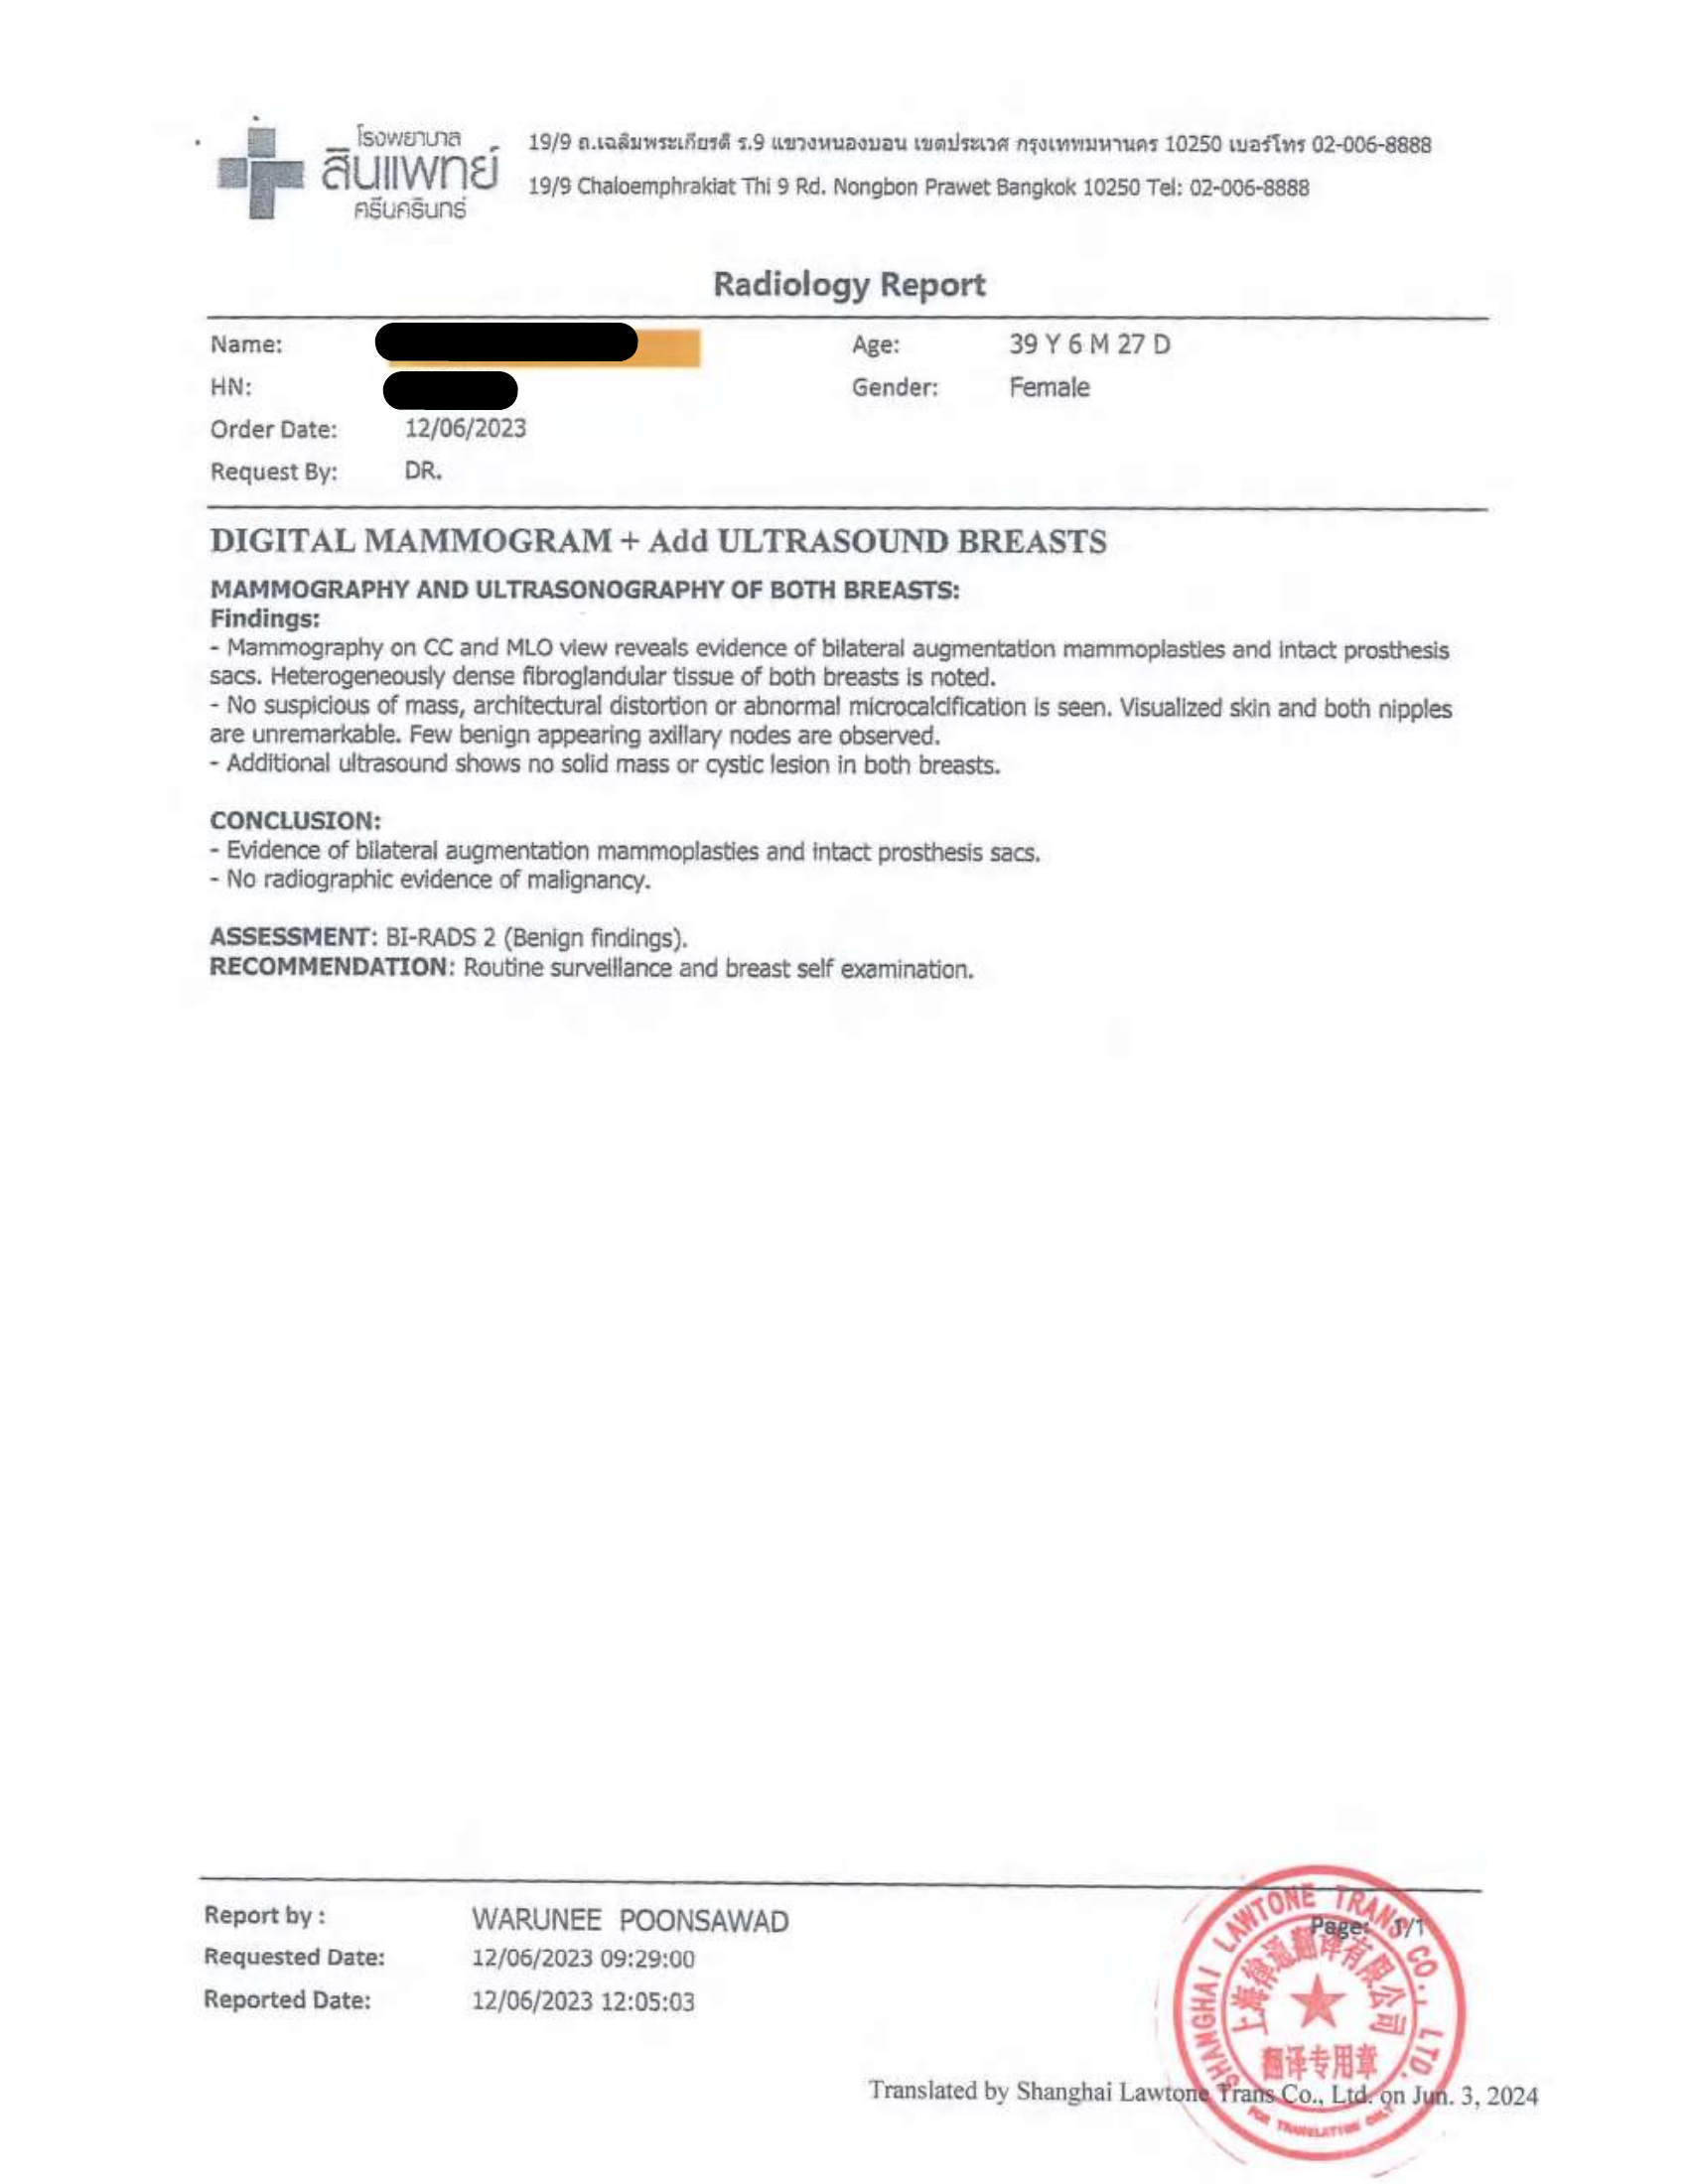 โรงพยาบาล
สินแพทย์
ศรีนครินทร์
19/9 ถ.เฉลิมพระเกียรติ ร.9 แขวงหนองบอน เขตประเวศ กรุงเทพมหานคร 10250 เบอร์โทร 02-006-8888
19/9 Chaloemphrakiat Thi 9 Rd. Nongbon Prawet Bangkok 10250 Tel: 02-006-8888
Radiology Report
Name:
Age: 39 Y 6 M 27 D
HN:
Gender: Female
Order Date: 12/06/2023
Request By: DR.
DIGITAL MAMMOGRAM + Add ULTRASOUND BREASTS
MAMMOGRAPHY AND ULTRASONOGRAPHY OF BOTH BREASTS:
Findings:
- Mammography on CC and MLO view reveals evidence of bilateral augmentation mammoplasties and intact prosthesis
sacs. Heterogeneously dense fibroglandular tissue of both breasts is noted.
- No suspicious of mass, architectural distortion or abnormal microcalcification is seen. Visualized skin and both nipples
are unremarkable. Few benign appearing axillary nodes are observed.
- Additional ultrasound shows no solid mass or cystic lesion in both breasts.
CONCLUSION:
- Evidence of bilateral augmentation mammoplasties and intact prosthesis sacs.
- No radiographic evidence of malignancy.
ASSESSMENT: BI-RADS 2 (Benign findings).
RECOMMENDATION: Routine surveillance and breast self examination.
Report by : WARUNEE POONSAWAD
Page: 1/1
Requested Date: 12/06/2023 09:29:00
Reported Date: 12/06/2023 12:05:03
SHANGHAI LAWTONE TRANS CO., LTD.
上海律通翻译有限公司
翻译专用章
FOR TRANSLATING ONLY
Translated by Shanghai Lawtone Trans Co., Ltd. on Jun. 3, 2024